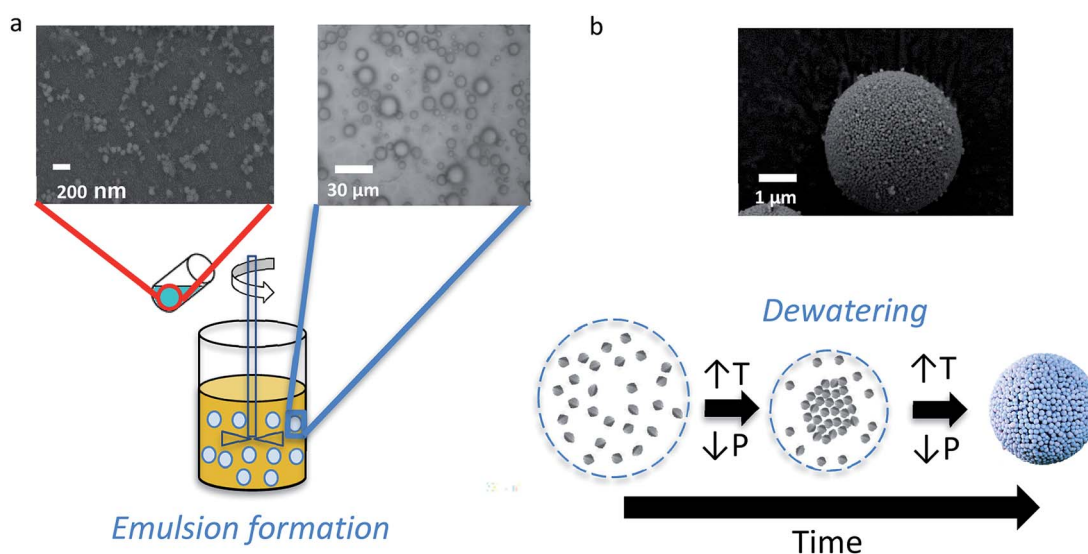 a
200 nm
30 μm
Emulsion formation
b
1 μm
Dewatering
↑T
↓P
↑T
↓P
Time